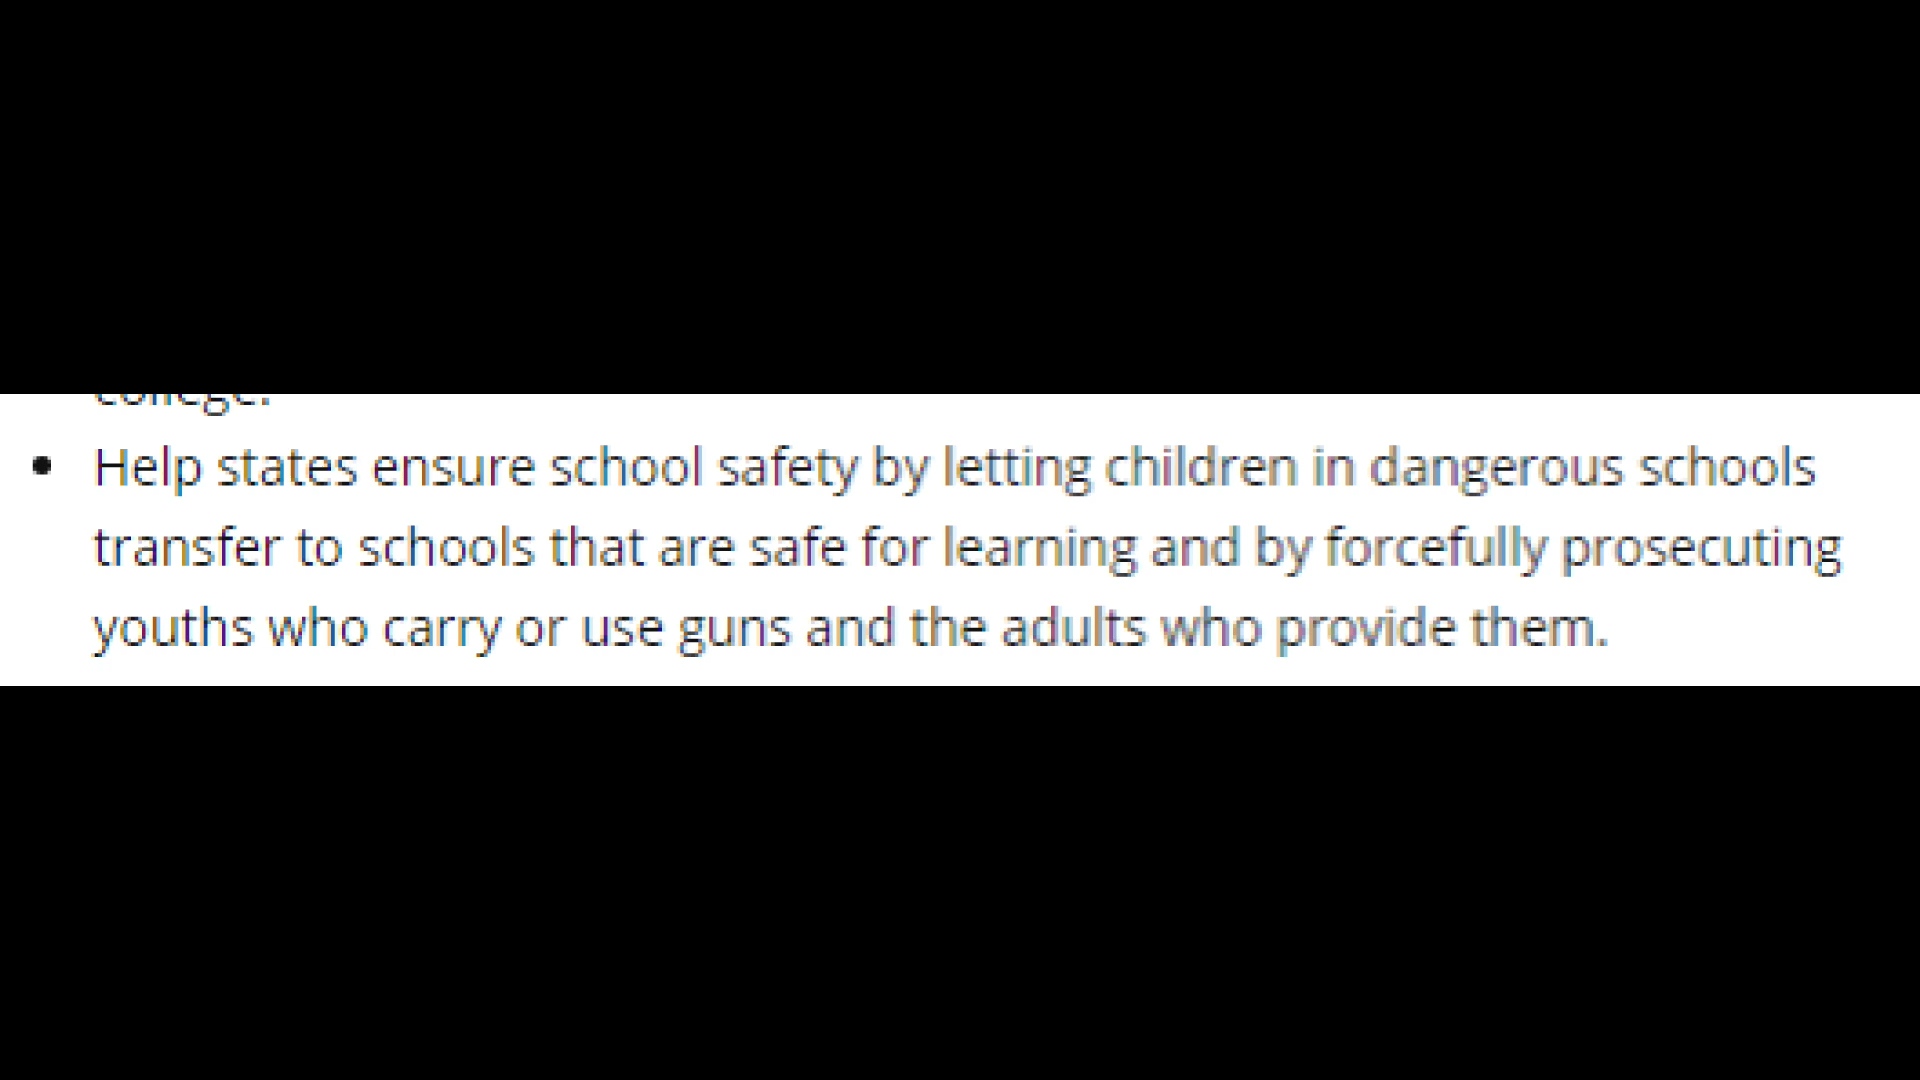 college.
• Help states ensure school safety by letting children in dangerous schools
transfer to schools that are safe for learning and by forcefully prosecuting
youths who carry or use guns and the adults who provide them.